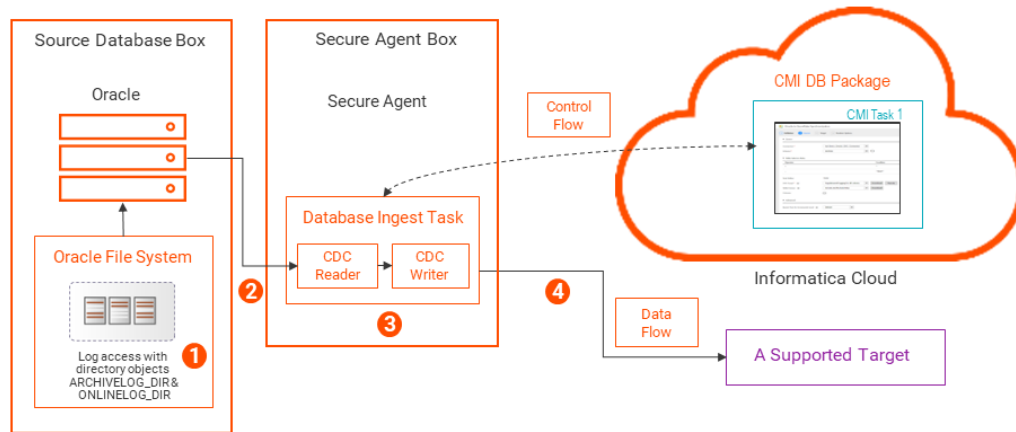 Source Database Box
Oracle
Oracle File System
Log access with
directory objects
ARCHIVELOG_DIR &
ONLINELOG_DIR
1
2
Secure Agent Box
Secure Agent
Database Ingest Task
CDC
Reader
CDC
Writer
3
4
Control
Flow
Data
Flow
CMI DB Package
CMI Task 1
Informatica Cloud
A Supported Target